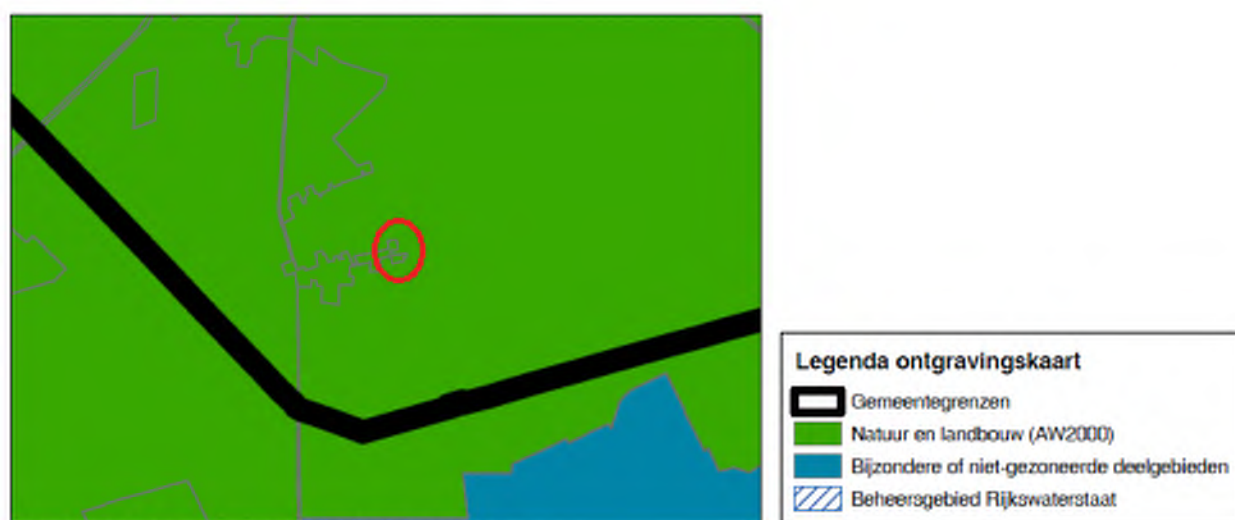 Legenda ontgravingskaart
Gemeentegrenzen
Natuur en landbouw (AW2000)
Bijzondere of niet-gezoneerde deelgebieden
Beheersgebied Rijkswaterstaat